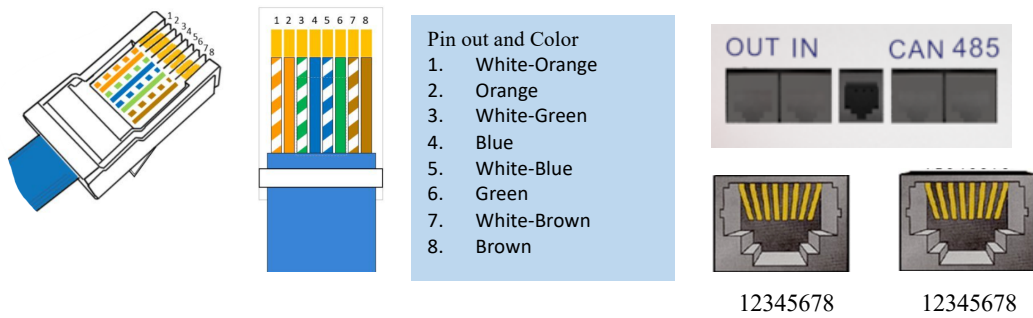 1
2
3
4
5
6
7
8
1 2 3 4 5 6 7 8
Pin out and Color
1. White-Orange
2. Orange
3. White-Green
4. Blue
5. White-Blue
6. Green
7. White-Brown
8. Brown
OUT IN CAN 485
12345678 12345678